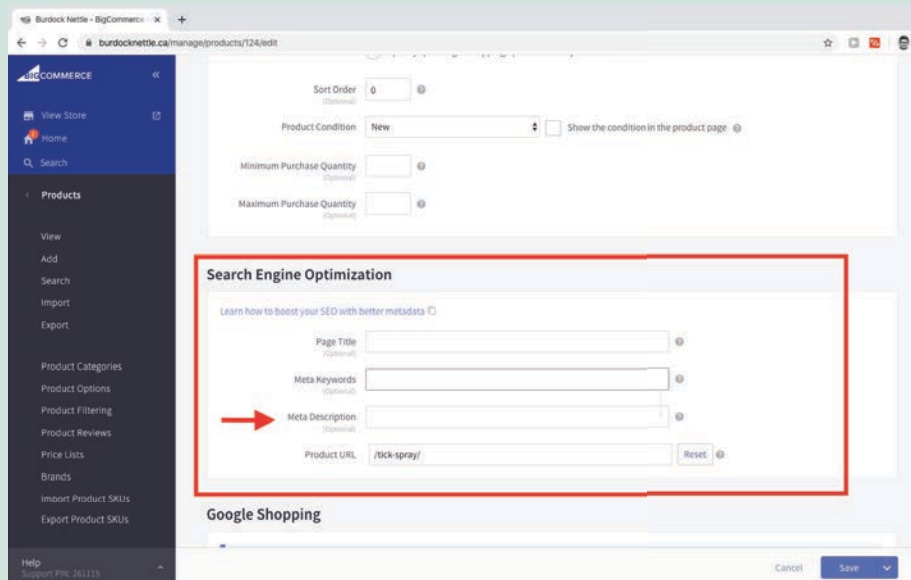 Burdock Nettle - BigCommerce
burdocknettle.ca/manage/products/124/edit
BIGCOMMERCE
View Store
Home
Search
Products
View
Add
Search
Import
Export
Product Categories
Product Options
Product Filtering
Product Reviews
Price Lists
Brands
Import Product SKUs
Export Product SKUs
Help
Support PIN: 261115
Sort Order 0
(Optional)
Product Condition New Show the condition in the product page
Minimum Purchase Quantity
(Optional)
Maximum Purchase Quantity
(Optional)
Search Engine Optimization
Learn how to boost your SEO with better metadata
Page Title
(Optional)
Meta Keywords
(Optional)
Meta Description
(Optional)
Product URL /tick-spray/ Reset
Google Shopping
Cancel Save